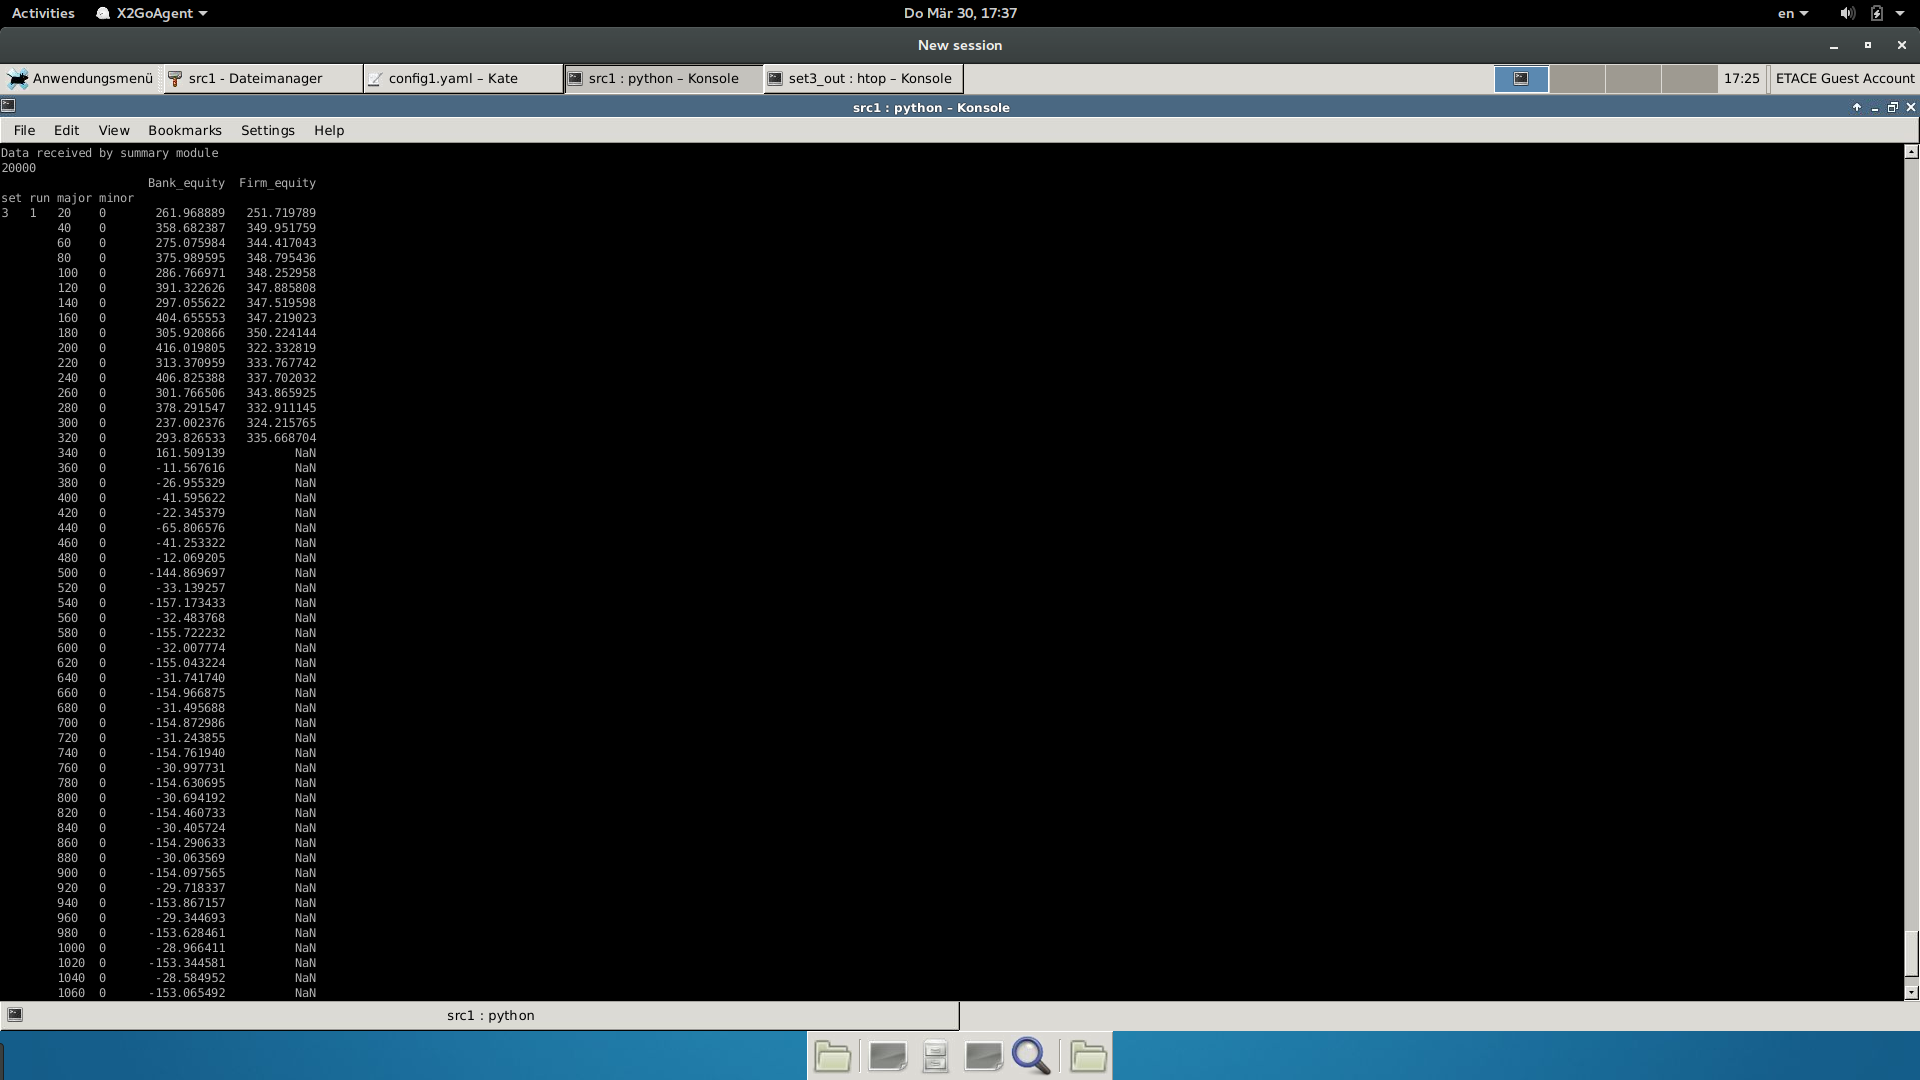 Activities X2GoAgent Do Mär 30, 17:37 en
New session
Anwendungsmenü src1 - Dateimanager config1.yaml – Kate src1 : python – Konsole set3_out : htop – Konsole 17:25 ETACE Guest Account
src1 : python – Konsole
File Edit View Bookmarks Settings Help
Data received by summary module
20000
Bank_equity Firm_equity
set run major minor
3 1 20 0 261.968889 251.719789
40 0 358.682387 349.951759
60 0 275.075984 344.417043
80 0 375.989595 348.795436
100 0 286.766971 348.252958
120 0 391.322626 347.885808
140 0 297.055622 347.519598
160 0 404.655553 347.219023
180 0 305.920866 350.224144
200 0 416.019805 322.332819
220 0 313.370959 333.767742
240 0 406.825388 337.702032
260 0 301.766506 343.865925
280 0 378.291547 332.911145
300 0 237.002376 324.215765
320 0 293.826533 335.668704
340 0 161.509139 NaN
360 0 -11.567616 NaN
380 0 -26.955329 NaN
400 0 -41.595622 NaN
420 0 -22.345379 NaN
440 0 -65.806576 NaN
460 0 -41.253322 NaN
480 0 -12.069205 NaN
500 0 -144.869697 NaN
520 0 -33.139257 NaN
540 0 -157.173433 NaN
560 0 -32.483768 NaN
580 0 -155.722232 NaN
600 0 -32.007774 NaN
620 0 -155.043224 NaN
640 0 -31.741740 NaN
660 0 -154.966875 NaN
680 0 -31.495688 NaN
700 0 -154.872986 NaN
720 0 -31.243855 NaN
740 0 -154.761940 NaN
760 0 -30.997731 NaN
780 0 -154.630695 NaN
800 0 -30.694192 NaN
820 0 -154.460733 NaN
840 0 -30.405724 NaN
860 0 -154.290633 NaN
880 0 -30.063569 NaN
900 0 -154.097565 NaN
920 0 -29.718337 NaN
940 0 -153.867157 NaN
960 0 -29.344693 NaN
980 0 -153.628461 NaN
1000 0 -28.966411 NaN
1020 0 -153.344581 NaN
1040 0 -28.584952 NaN
1060 0 -153.065492 NaN
src1 : python